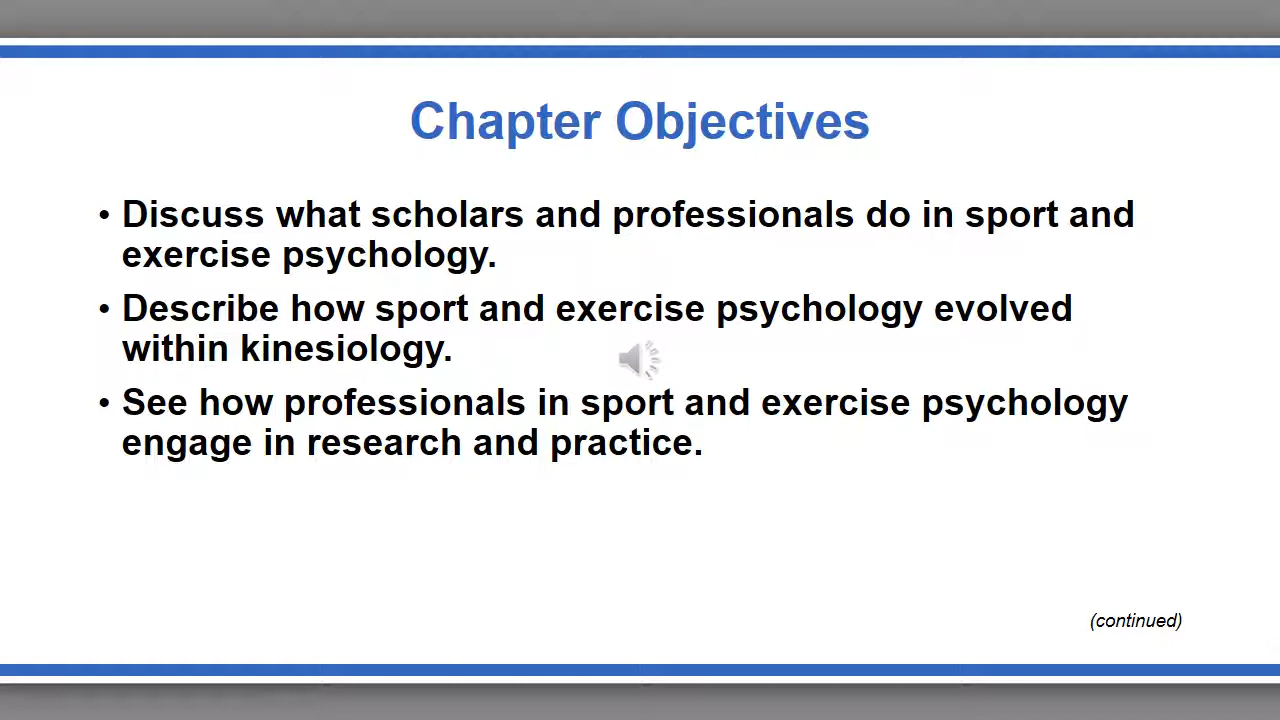 Chapter Objectives
• Discuss what scholars and professionals do in sport and
exercise psychology.
• Describe how sport and exercise psychology evolved
within kinesiology.
• See how professionals in sport and exercise psychology
engage in research and practice.
(continued)